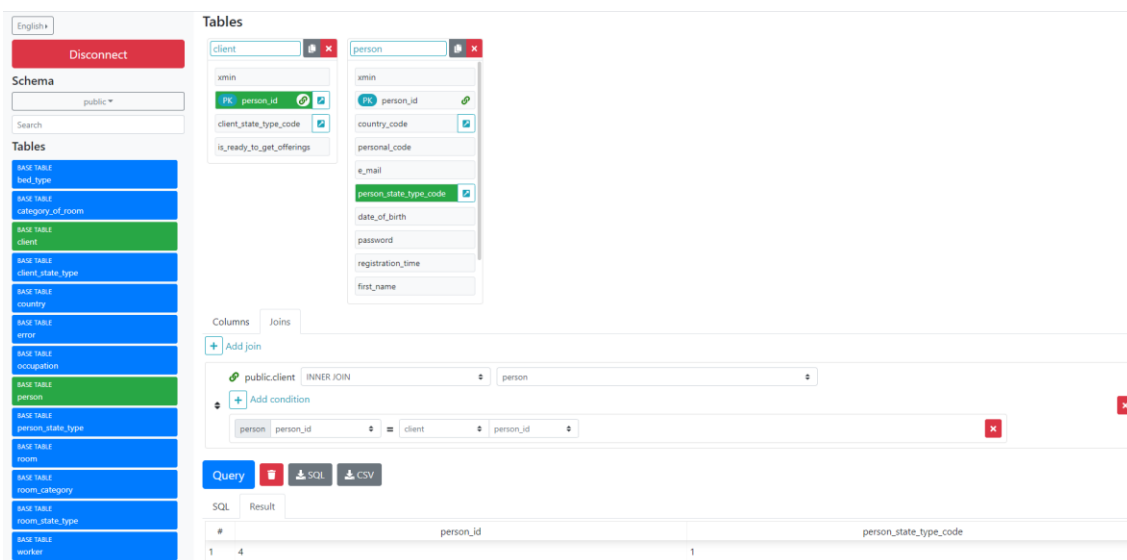 English
Disconnect
Schema
public
Search
Tables
BASE TABLE
bed_type
BASE TABLE
category_of_room
BASE TABLE
client
BASE TABLE
client_state_type
BASE TABLE
country
BASE TABLE
error
BASE TABLE
occupation
BASE TABLE
person
BASE TABLE
person_state_type
BASE TABLE
room
BASE TABLE
room_category
BASE TABLE
room_state_type
BASE TABLE
worker
Tables
client
xmin
PK person_id
client_state_type_code
is_ready_to_get_offerings
person
xmin
PK person_id
country_code
personal_code
e_mail
person_state_type_code
date_of_birth
password
registration_time
first_name
Columns Joins
+ Add join
public.client INNER JOIN person
+ Add condition
person person_id = client person_id
Query SQL CSV
SQL Result
# person_id person_state_type_code
1 4 1